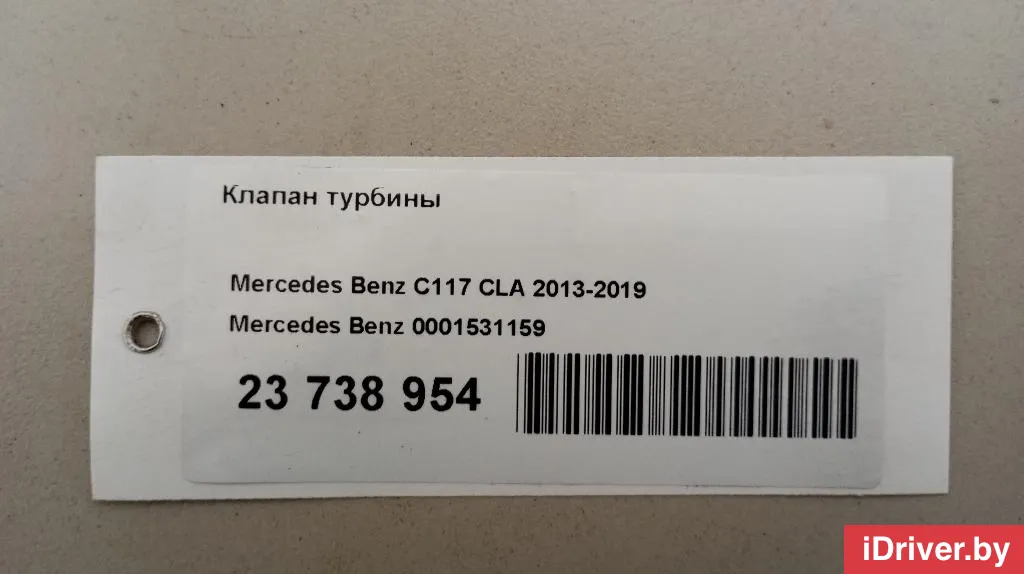 Клапан турбины
Mercedes Benz C117 CLA 2013-2019
Mercedes Benz 0001531159
23 738 954
iDriver.by